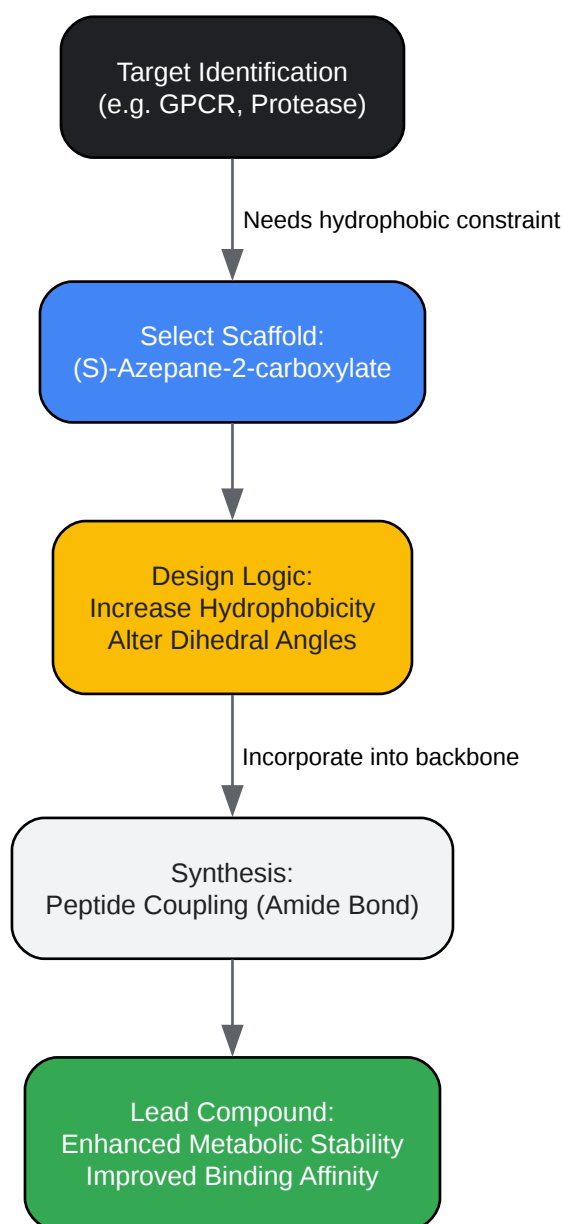 Target Identification
(e.g. GPCR, Protease)
Needs hydrophobic constraint
Select Scaffold:
(S)-Azepane-2-carboxylate
Design Logic:
Increase Hydrophobicity
Alter Dihedral Angles
Incorporate into backbone
Synthesis:
Peptide Coupling (Amide Bond)
Lead Compound:
Enhanced Metabolic Stability
Improved Binding Affinity